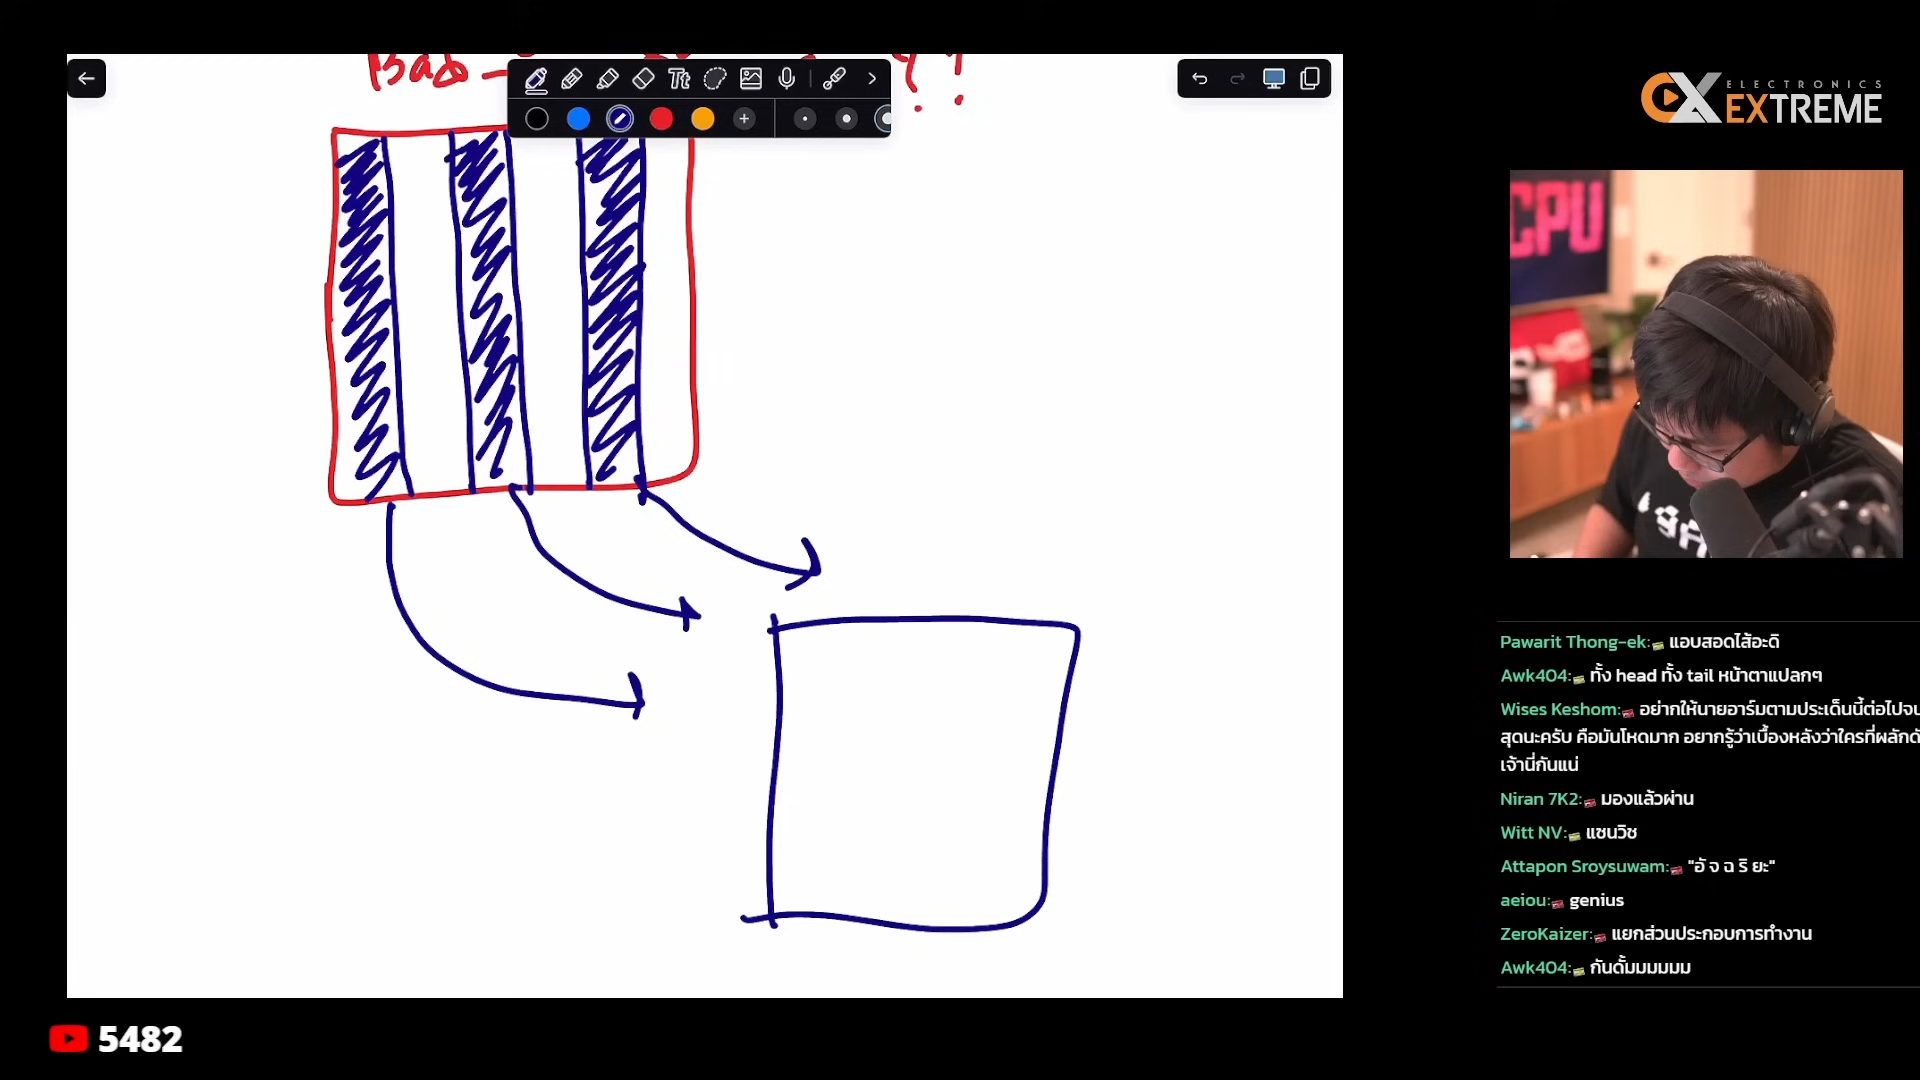 Bad
Tt
ELECTRONICS
EXTREME
CPU
Pawarit Thong-ek: แอบสอดไส้อะดิ
Awk404: ทั้ง head ทั้ง tail หน้าตาแปลกๆ
Wises Keshom: อย่ากให้นายอาร์มตามประเด็นนี้ต่อไปจน
สุดนะครับ คือมันโหดมาก อยากรู้ว่าเบื้องหลังว่าใครที่ผลักดั
เจ้านี่กันแน่
Niran 7K2: มองแล้วผ่าน
Witt NV: แซนวิช
Attapon Sroysuwam: "อั จ ฉ ริ ยะ"
aeiou: genius
ZeroKaizer: แยกส่วนประกอบการทำงาน
Awk404: กันดั้มมมมมม
5482